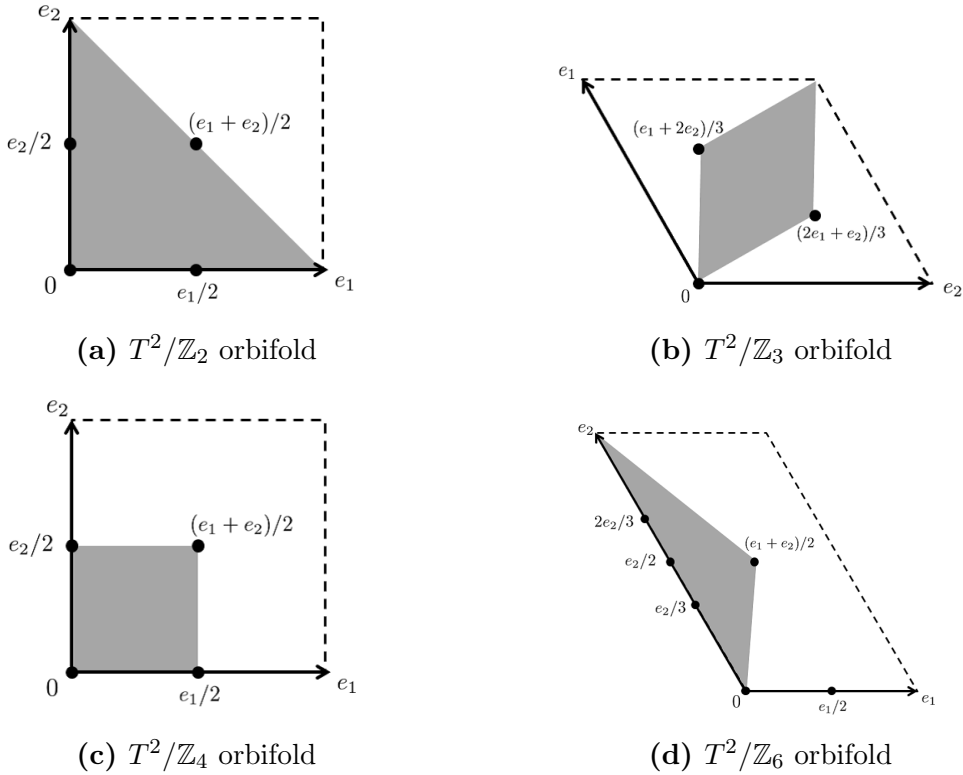 e₂
(e₁ + e₂)/2
e₂/2
0
e₁/2
e₁
(a) T²/ℤ₂ orbifold
e₁
(e₁ + 2e₂)/3
(2e₁ + e₂)/3
0
e₂
(b) T²/ℤ₃ orbifold
e₂
(e₁ + e₂)/2
e₂/2
0
e₁/2
e₁
(c) T²/ℤ₄ orbifold
e₂
2e₂/3
(e₁ + e₂)/2
e₂/2
e₂/3
0
e₁/2
e₁
(d) T²/ℤ₆ orbifold